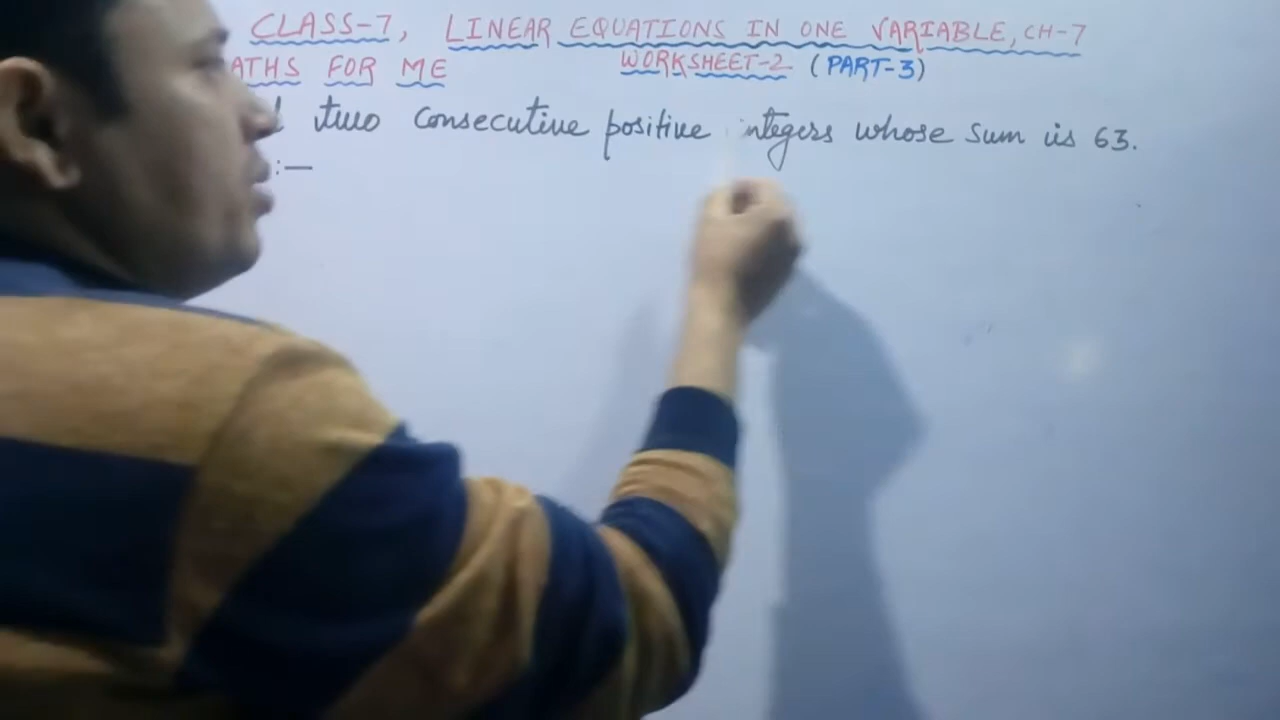 CLASS-7, LINEAR EQUATIONS IN ONE VARIABLE, CH-7
ATHS FOR ME WORKSHEET-2 (PART-3)
two consecutive positive integers whose sum is 63.
:—